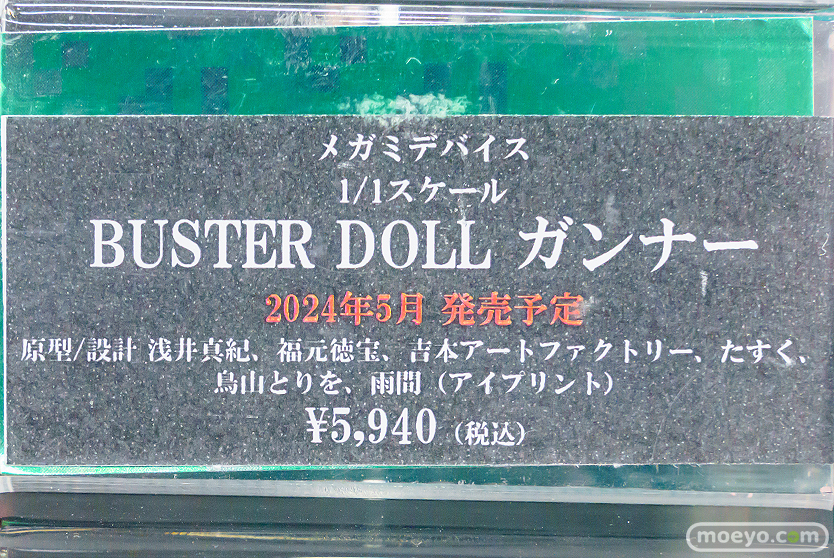 メガミデバイス
1/1スケール
BUSTER DOLL ガンナー
2024年5月 発売予定
原型/設計 浅井真紀、福元徳宝、吉本アートファクトリー、たすく、
鳥山とりを、雨間（アイプリント）
¥5,940（税込）
moeyo.com